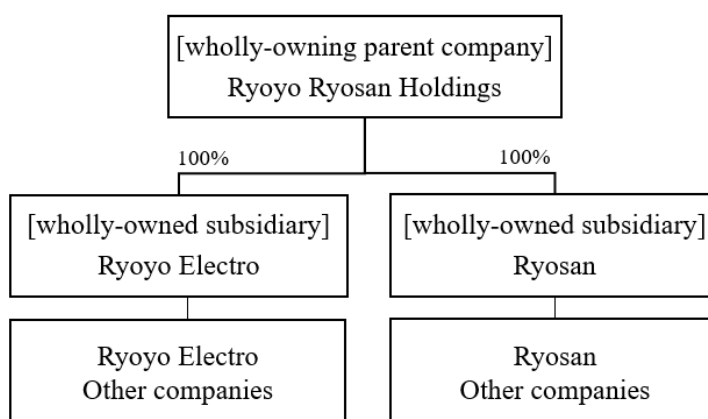 [wholly-owning parent company]
Ryoyo Ryosan Holdings
100%
100%
[wholly-owned subsidiary]
Ryoyo Electro
[wholly-owned subsidiary]
Ryosan
Ryoyo Electro
Other companies
Ryosan
Other companies